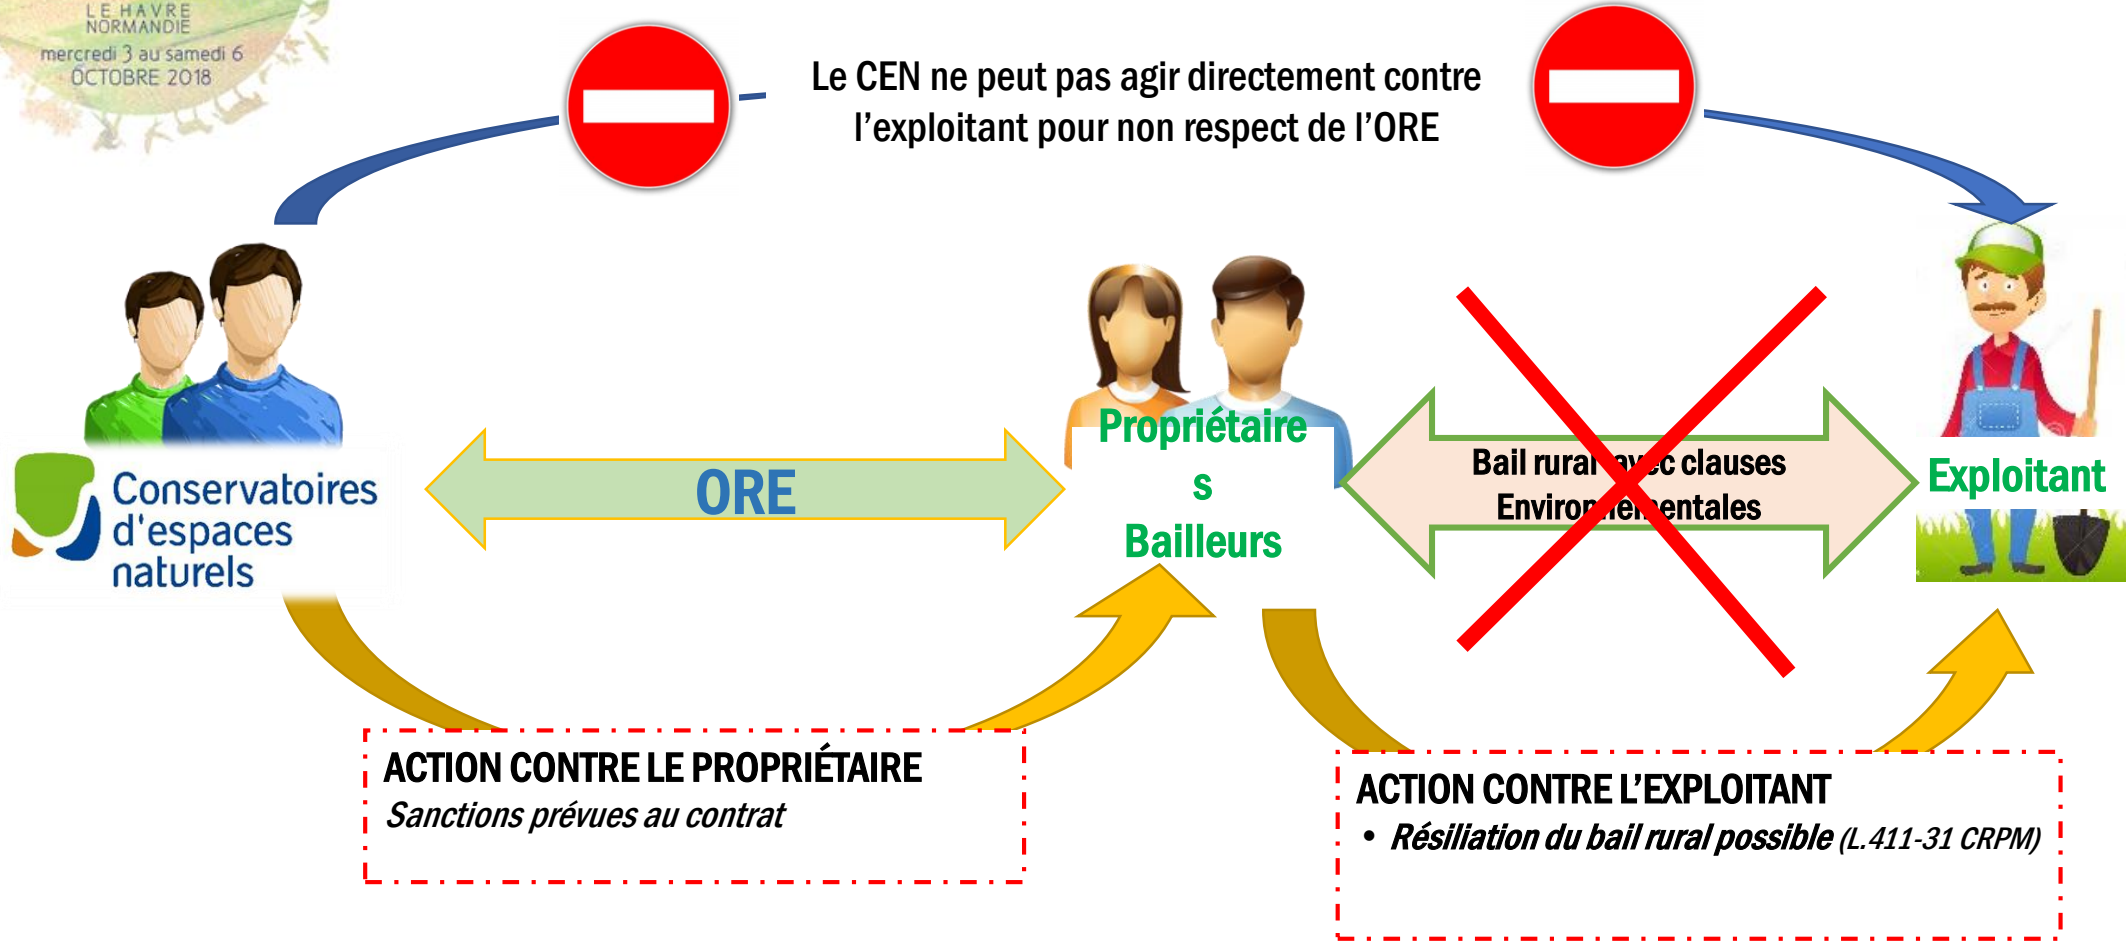 LE HAVRE
NORMANDIE
mercredi 3 au samedi 6
OCTOBRE 2018
Le CEN ne peut pas agir directement contre
l'exploitant pour non respect de l'ORE
Conservatoires
d'espaces
naturels
ORE
Propriétaire
s
Bailleurs
Bail rural avec clauses
Environnementales
Exploitant
ACTION CONTRE LE PROPRIÉTAIRE
Sanctions prévues au contrat
ACTION CONTRE L'EXPLOITANT
• Résiliation du bail rural possible (L.411-31 CRPM)